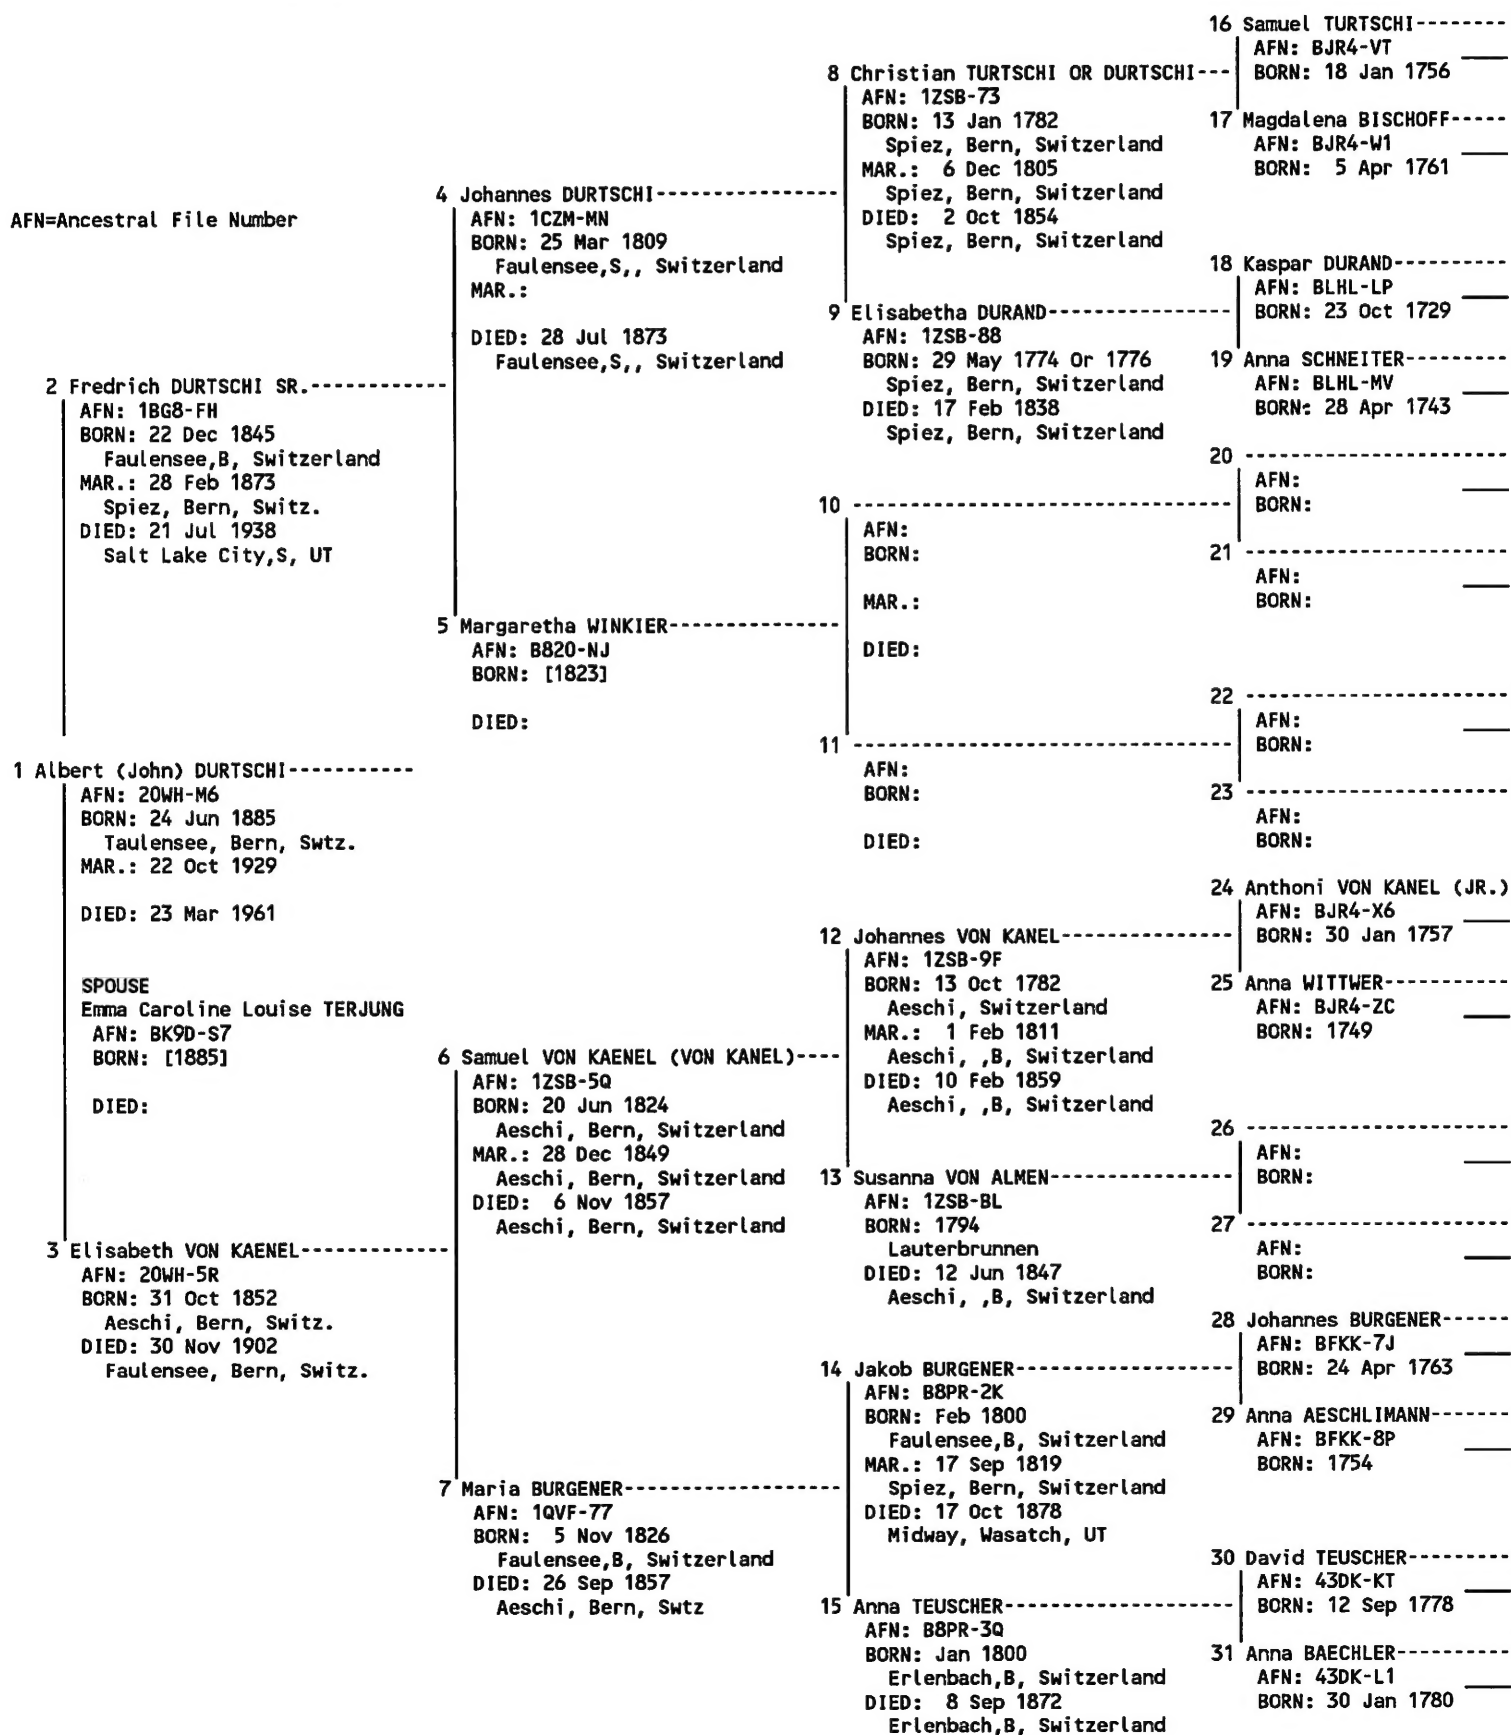 AFN=Ancestral File Number
1 Albert (John) DURTSCHI-----------
AFN: 20WH-M6
BORN: 24 Jun 1885
Taulensee, Bern, Swtz.
MAR.: 22 Oct 1929
DIED: 23 Mar 1961
SPOUSE
Emma Caroline Louise TERJUNG
AFN: BK9D-S7
BORN: [1885]
DIED:
2 Fredrich DURTSCHI SR.------------
AFN: 1BG8-FH
BORN: 22 Dec 1845
Faulensee,B, Switzerland
MAR.: 28 Feb 1873
Spiez, Bern, Switz.
DIED: 21 Jul 1938
Salt Lake City,S, UT
3 Elisabeth VON KAENEL-------------
AFN: 20WH-5R
BORN: 31 Oct 1852
Aeschi, Bern, Switz.
DIED: 30 Nov 1902
Faulensee, Bern, Switz.
4 Johannes DURTSCHI----------------
AFN: 1CZM-MN
BORN: 25 Mar 1809
Faulensee,S,, Switzerland
MAR.:
DIED: 28 Jul 1873
Faulensee,S,, Switzerland
5 Margaretha WINKIER---------------
AFN: B820-NJ
BORN: [1823]
DIED:
6 Samuel VON KAENEL (VON KANEL)----
AFN: 1ZSB-5Q
BORN: 20 Jun 1824
Aeschi, Bern, Switzerland
MAR.: 28 Dec 1849
Aeschi, Bern, Switzerland
DIED: 6 Nov 1857
Aeschi, Bern, Switzerland
7 Maria BURGENER-------------------
AFN: 1QVF-77
BORN: 5 Nov 1826
Faulensee,B, Switzerland
DIED: 26 Sep 1857
Aeschi, Bern, Swtz
8 Christian TURTSCHI OR DURTSCHI---
AFN: 1ZSB-73
BORN: 13 Jan 1782
Spiez, Bern, Switzerland
MAR.: 6 Dec 1805
Spiez, Bern, Switzerland
DIED: 2 Oct 1854
Spiez, Bern, Switzerland
9 Elisabetha DURAND----------------
AFN: 1ZSB-88
BORN: 29 May 1774 Or 1776
Spiez, Bern, Switzerland
DIED: 17 Feb 1838
Spiez, Bern, Switzerland
10 ---------------------------------
AFN:
BORN:
MAR.:
DIED:
11 ---------------------------------
AFN:
BORN:
DIED:
12 Johannes VON KANEL---------------
AFN: 1ZSB-9F
BORN: 13 Oct 1782
Aeschi, Switzerland
MAR.: 1 Feb 1811
Aeschi, ,B, Switzerland
DIED: 10 Feb 1859
Aeschi, ,B, Switzerland
13 Susanna VON ALMEN----------------
AFN: 1ZSB-BL
BORN: 1794
Lauterbrunnen
DIED: 12 Jun 1847
Aeschi, ,B, Switzerland
14 Jakob BURGENER-------------------
AFN: B8PR-2K
BORN: Feb 1800
Faulensee,B, Switzerland
MAR.: 17 Sep 1819
Spiez, Bern, Switzerland
DIED: 17 Oct 1878
Midway, Wasatch, UT
15 Anna TEUSCHER--------------------
AFN: B8PR-3Q
BORN: Jan 1800
Erlenbach,B, Switzerland
DIED: 8 Sep 1872
Erlenbach,B, Switzerland
16 Samuel TURTSCHI--------
AFN: BJR4-VT
BORN: 18 Jan 1756
17 Magdalena BISCHOFF-----
AFN: BJR4-W1
BORN: 5 Apr 1761
18 Kaspar DURAND----------
AFN: BLHL-LP
BORN: 23 Oct 1729
19 Anna SCHNEITER---------
AFN: BLHL-MV
BORN: 28 Apr 1743
20 -----------------------
AFN:
BORN:
21 -----------------------
AFN:
BORN:
22 -----------------------
AFN:
BORN:
23 -----------------------
AFN:
BORN:
24 Anthoni VON KANEL (JR.)
AFN: BJR4-X6
BORN: 30 Jan 1757
25 Anna WITTWER-----------
AFN: BJR4-ZC
BORN: 1749
26 -----------------------
AFN:
BORN:
27 -----------------------
AFN:
BORN:
28 Johannes BURGENER------
AFN: BFKK-7J
BORN: 24 Apr 1763
29 Anna AESCHLIMANN-------
AFN: BFKK-8P
BORN: 1754
30 David TEUSCHER---------
AFN: 43DK-KT
BORN: 12 Sep 1778
31 Anna BAECHLER----------
AFN: 43DK-L1
BORN: 30 Jan 1780